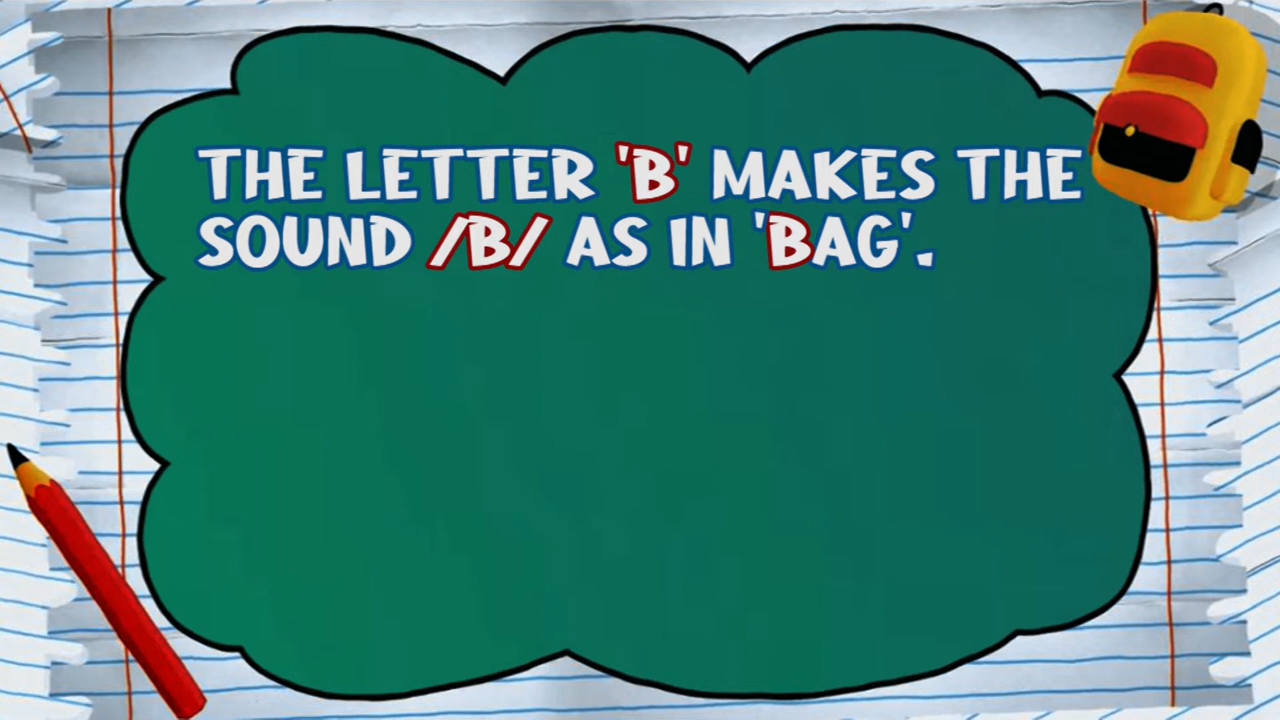 THE LETTER 'B' MAKES THE
SOUND /B/ AS IN 'BAG'.